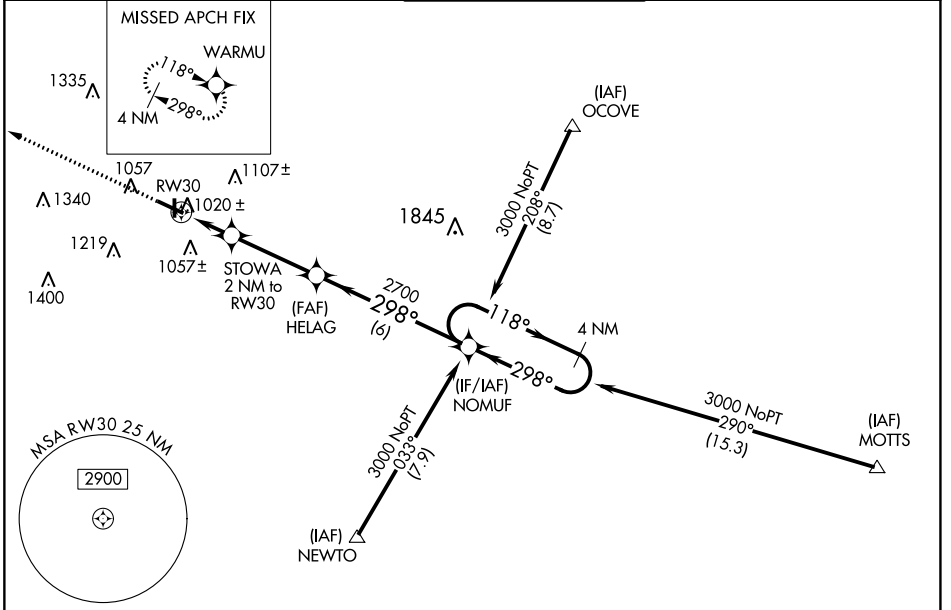 MISSED APCH FIX
WARMU
118°
298°
4 NM
1335
(IAF)
OCOVE
3000 NoPT
208°
(8.7)
1057
RW30
1107±
1020 ±
1340
1845
1219
1057±
1400
STOWA
2 NM to
RW30
(FAF)
HELAG
2700
298°
(6)
118°
4 NM
298°
(IF/IAF)
NOMUF
3000 NoPT
290°
(15.3)
(IAF)
MOTTS
3000 NoPT
033°
(7.9)
(IAF)
NEWTO
MSA RW30 25 NM
2900